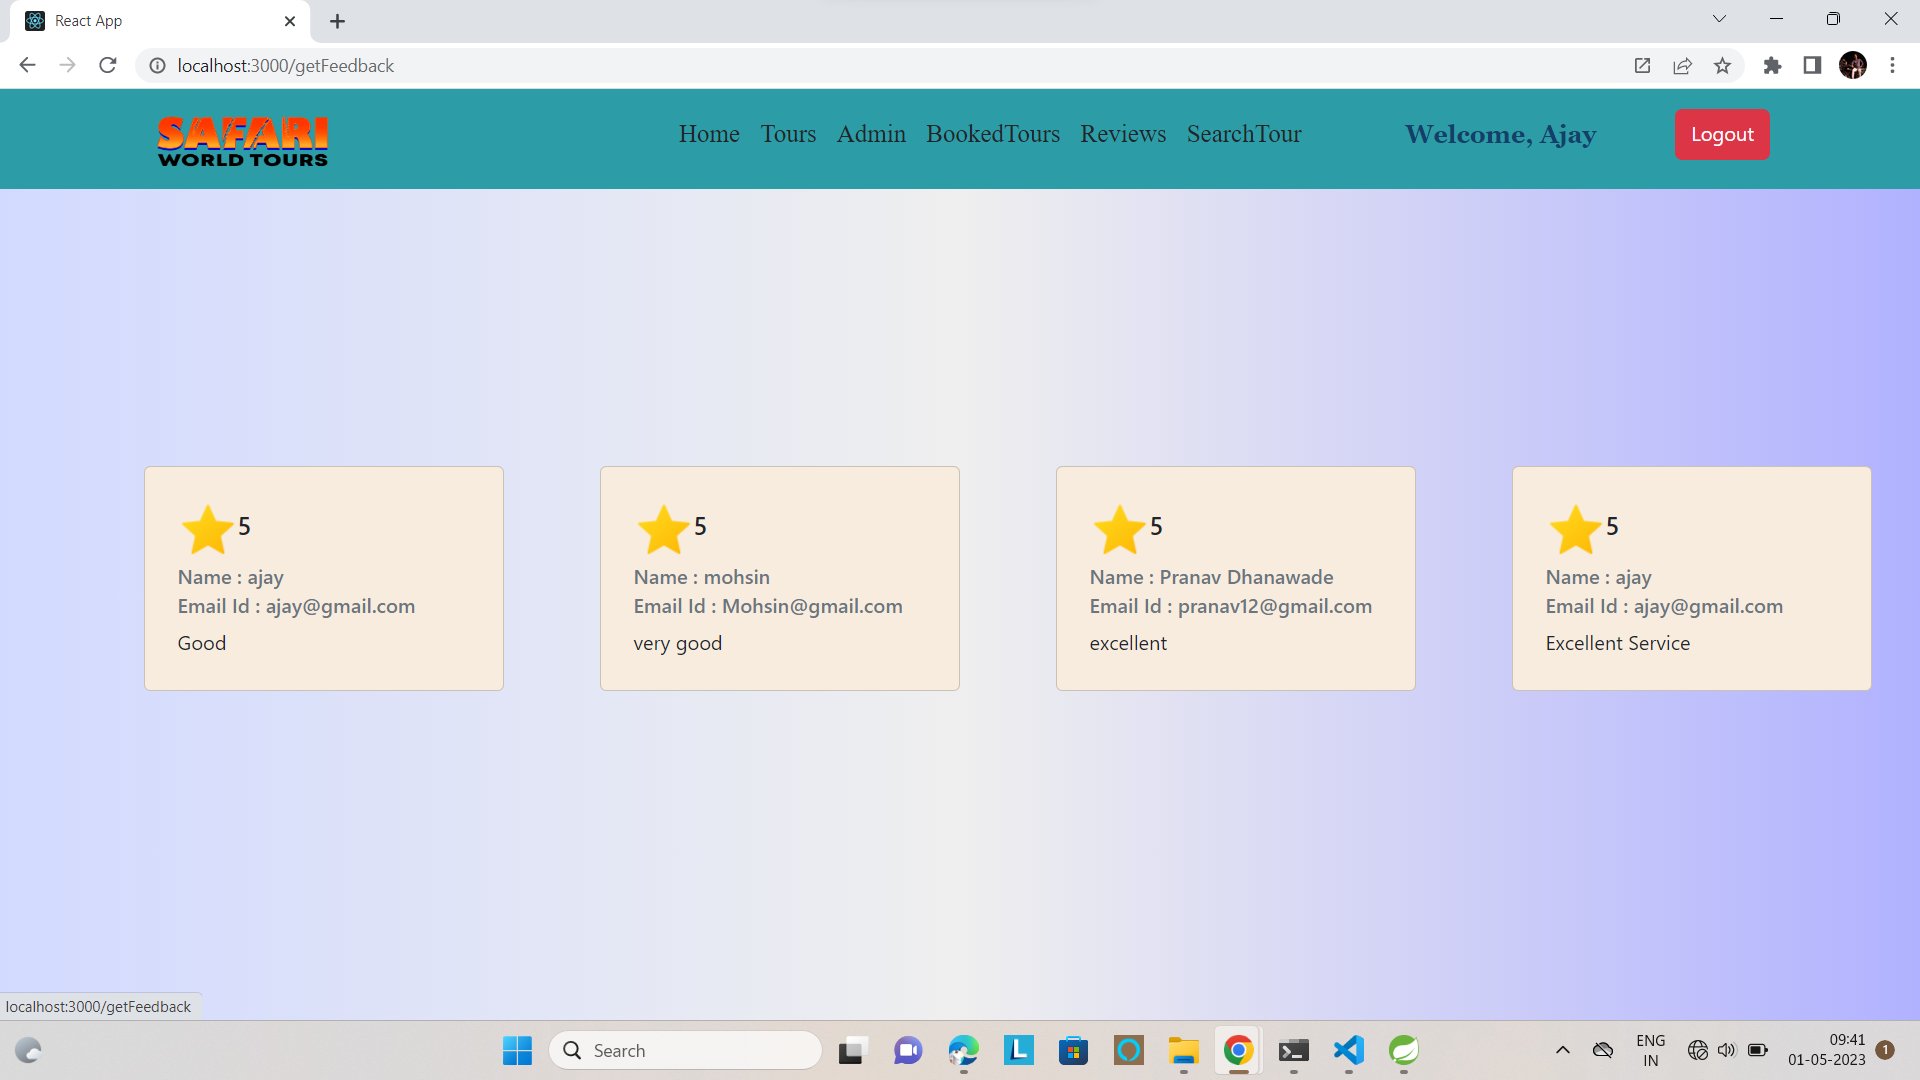 React App
localhost:3000/getFeedback
SAFARI
WORLD TOURS
Home Tours Admin BookedTours Reviews SearchTour
Welcome, Ajay
Logout
5
Name : ajay
Email Id : ajay@gmail.com
Good
5
Name : mohsin
Email Id : Mohsin@gmail.com
very good
5
Name : Pranav Dhanawade
Email Id : pranav12@gmail.com
excellent
5
Name : ajay
Email Id : ajay@gmail.com
Excellent Service
localhost:3000/getFeedback
Search
L
ENG
IN
09:41
01-05-2023
1